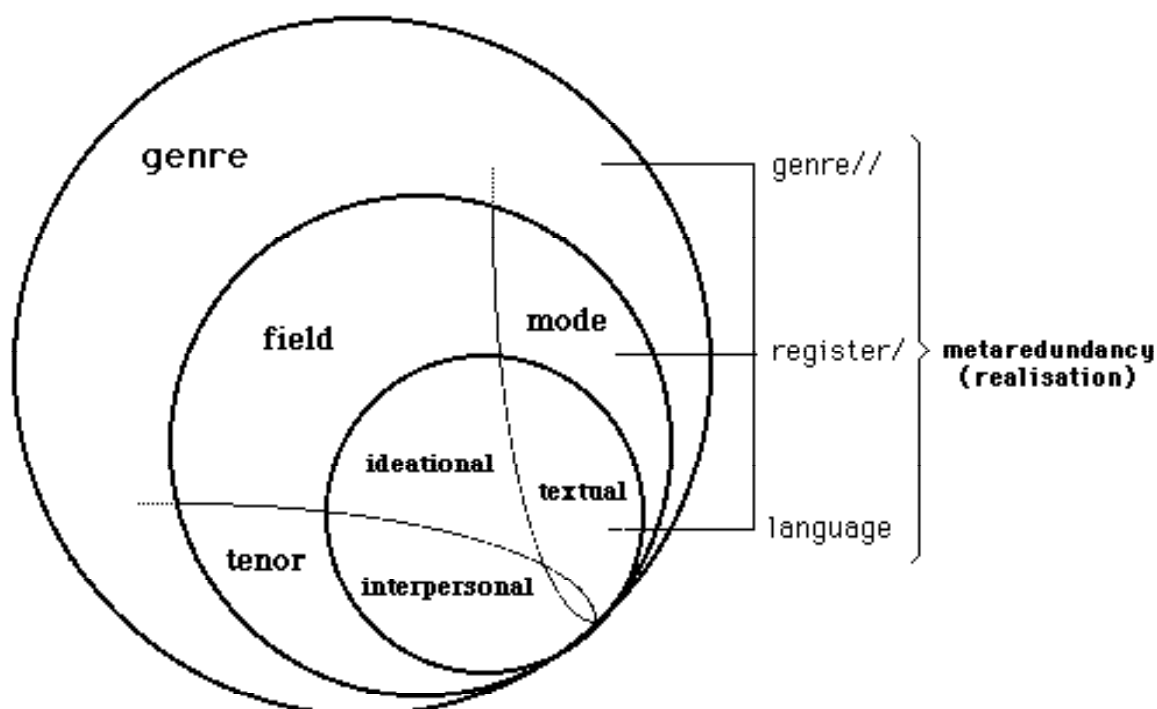 genre
genre//
mode
field
register/
metaredundancy
(realisation)
ideational
textual
language
tenor
interpersonal